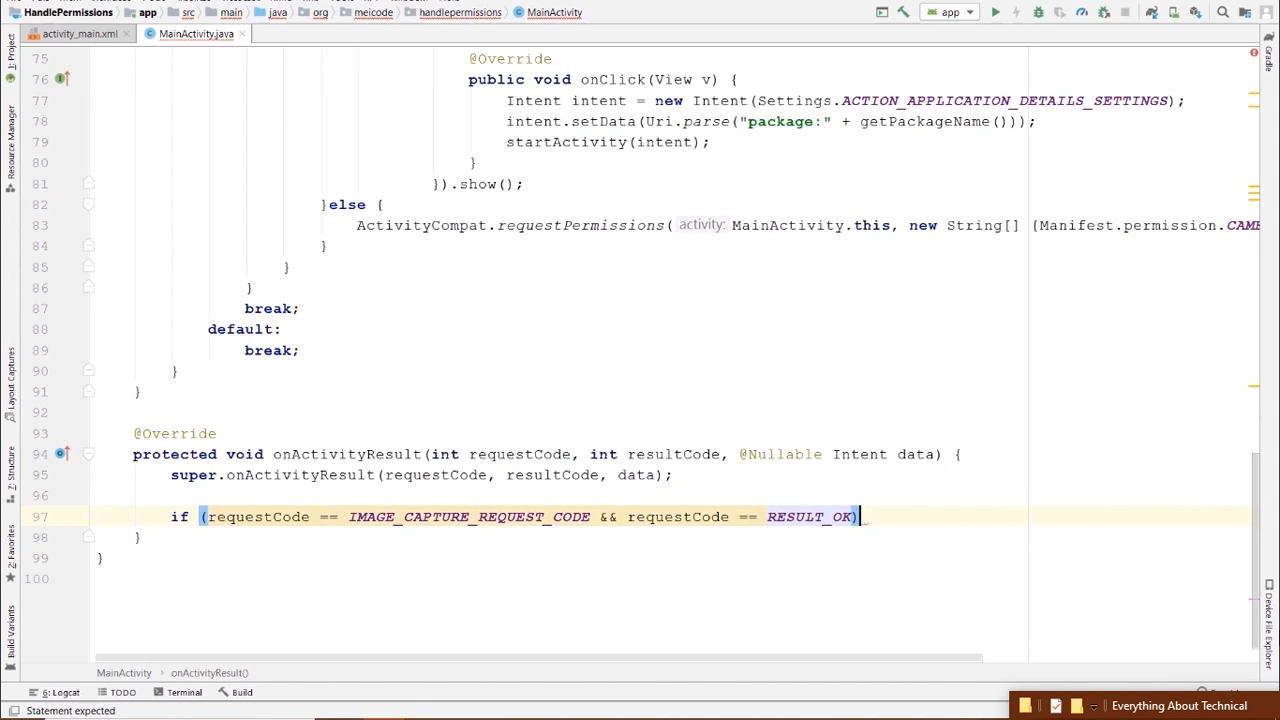 HandlePermissions app src main java org melcode handlepermissions MainActivity app
activity_main.xml MainActivity.java
1: Project
Resource Manager
Layout Captures
Z: Structure
2: Favorites
Build Variants
Gradle
Device File Explorer
75 @Override
76 public void onClick(View v) {
77 Intent intent = new Intent(Settings.ACTION_APPLICATION_DETAILS_SETTINGS);
78 intent.setData(Uri.parse("package:" + getPackageName()));
79 startActivity(intent);
80 }
81 }).show();
82 }else {
83 ActivityCompat.requestPermissions( activity: MainActivity.this, new String[] {Manifest.permission.CAME
84 }
85 }
86 }
87 break;
88 default:
89 break;
90 }
91 }
92
93 @Override
94 protected void onActivityResult(int requestCode, int resultCode, @Nullable Intent data) {
95 super.onActivityResult(requestCode, resultCode, data);
96
97 if (requestCode == IMAGE_CAPTURE_REQUEST_CODE && requestCode == RESULT_OK)
98 }
99 }
100
MainActivity onActivityResult()
6: Logcat TODO Terminal Build
Statement expected
Everything About Technical